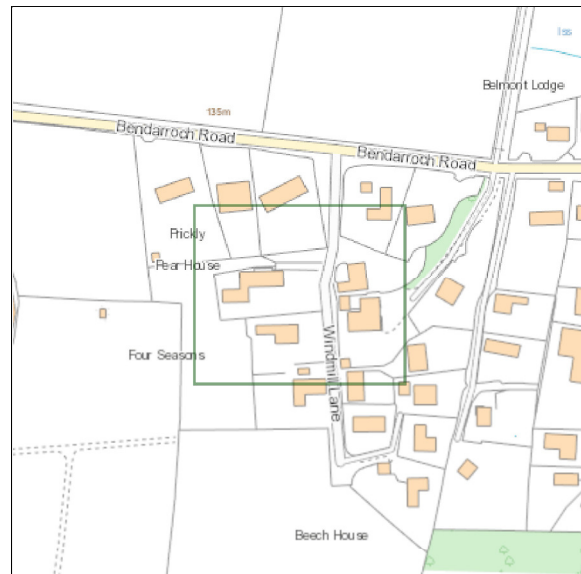 Iss
Belmont Lodge
135m
Bendarroch Road
Bendarroch Road
Prickly
Pear House
Four Seasons
Windmill Lane
Beech House